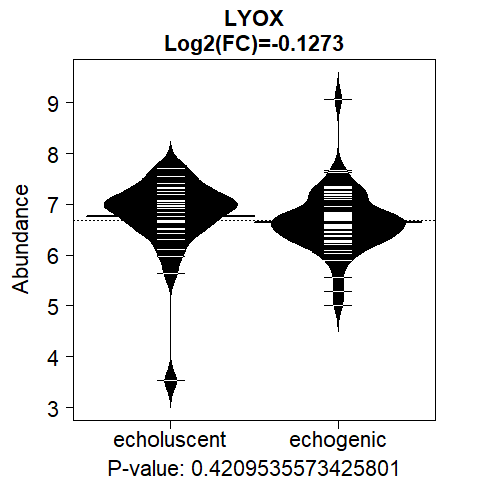 LYOX
Log2(FC)=-0.1273
Abundance
9
8
7
6
5
4
3
echoluscent echogenic
P-value: 0.4209535573425801